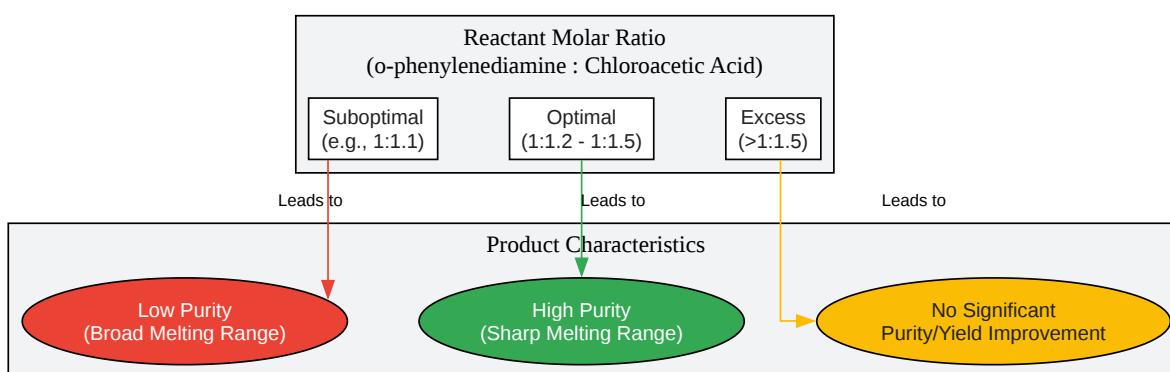 Reactant Molar Ratio
(o-phenylenediamine : Chloroacetic Acid)
Suboptimal
(e.g., 1:1.1)
Optimal
(1:1.2 - 1:1.5)
Excess
(>1:1.5)
Leads to
Leads to
Leads to
Product Characteristics
Low Purity
(Broad Melting Range)
High Purity
(Sharp Melting Range)
No Significant
Purity/Yield Improvement